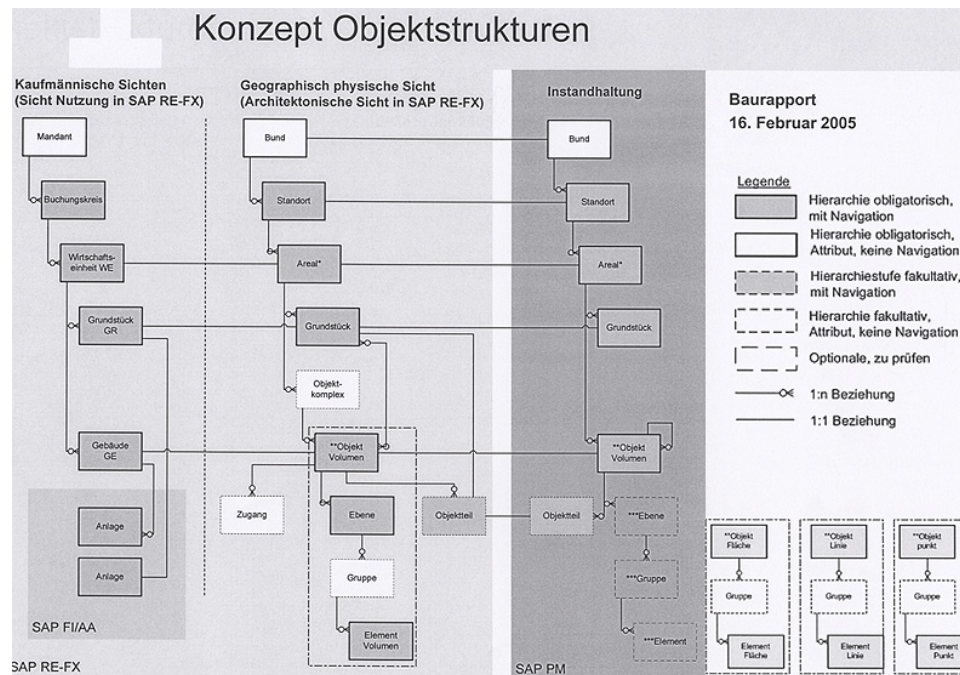 Konzept Objektstrukturen
Kaufmännische Sichten
(Sicht Nutzung in SAP RE-FX)
Mandant
Buchungskreis
Wirtschafts-
einheit WE
Grundstück
GR
Gebäude
GE
Anlage
Anlage
SAP FI/AA
SAP RE-FX
Geographisch physische Sicht
(Architektonische Sicht in SAP RE-FX)
Bund
Standort
Areal*
Grundstück
Objekt-
komplex
**Objekt
Volumen
Zugang
Ebene
Objektteil
Gruppe
Element
Volumen
Instandhaltung
Bund
Standort
Areal*
Grundstück
**Objekt
Volumen
Objektteil
***Ebene
***Gruppe
***Element
SAP PM
Baurapport
16. Februar 2005
Legende
Hierarchie obligatorisch,
mit Navigation
Hierarchie obligatorisch,
Attribut, keine Navigation
Hierarchiestufe fakultativ,
mit Navigation
Hierarchie fakultativ,
Attribut, keine Navigation
Optionale, zu prüfen
1:n Beziehung
1:1 Beziehung
**Objekt
Fläche
Gruppe
Element
Fläche
**Objekt
Linie
Gruppe
Element
Linie
**Objekt
punkt
Gruppe
Element
Punkt